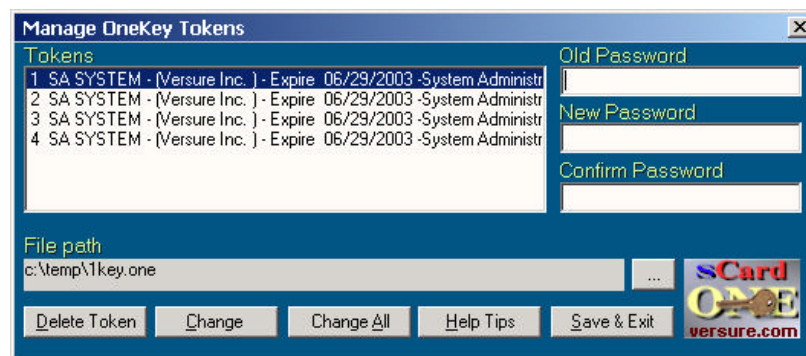 Manage OneKey Tokens
Tokens
1 SA SYSTEM - (Versure Inc. ) - Expire 06/29/2003 -System Administr
2 SA SYSTEM - (Versure Inc. ) - Expire 06/29/2003 -System Administr
3 SA SYSTEM - (Versure Inc. ) - Expire 06/29/2003 -System Administr
4 SA SYSTEM - (Versure Inc. ) - Expire 06/29/2003 -System Administr
Old Password
New Password
Confirm Password
File path
c:\temp\1key.one
...
Delete Token
Change
Change All
Help Tips
Save & Exit
sCard
ONE
versure.com